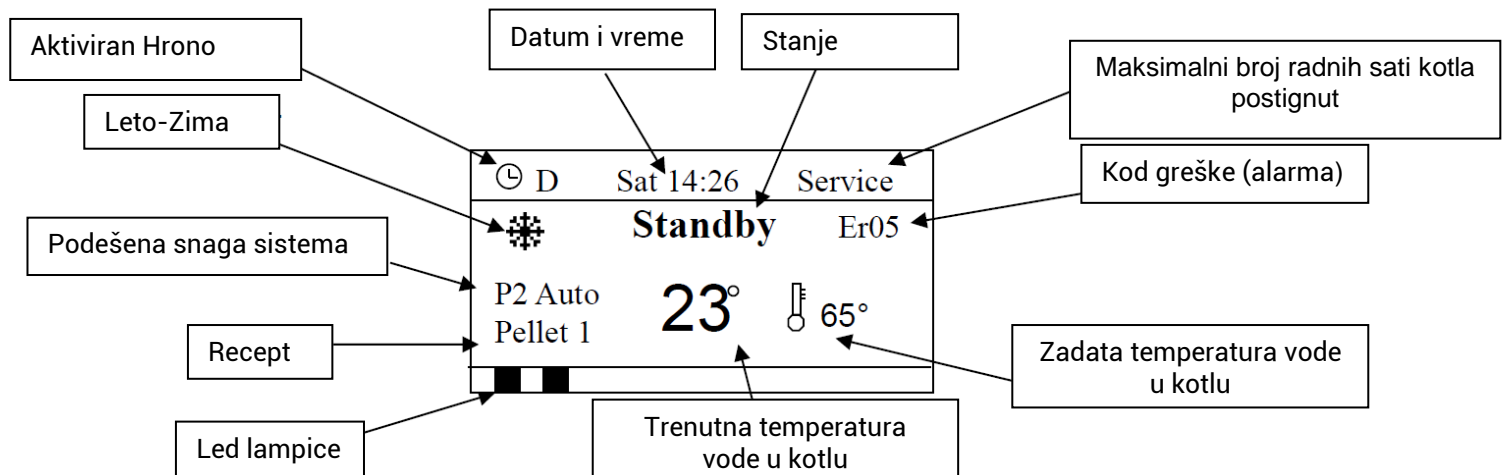 Aktiviran Hrono
Datum i vreme
Stanje
Maksimalni broj radnih sati kotla
postignut
Leto-Zima
Kod greške (alarma)
D Sat 14:26 Service
Standby Er05
Podešena snaga sistema
P2 Auto
Pellet 1
23° 65°
Recept
Zadata temperatura vode
u kotlu
Led lampice
Trenutna temperatura
vode u kotlu